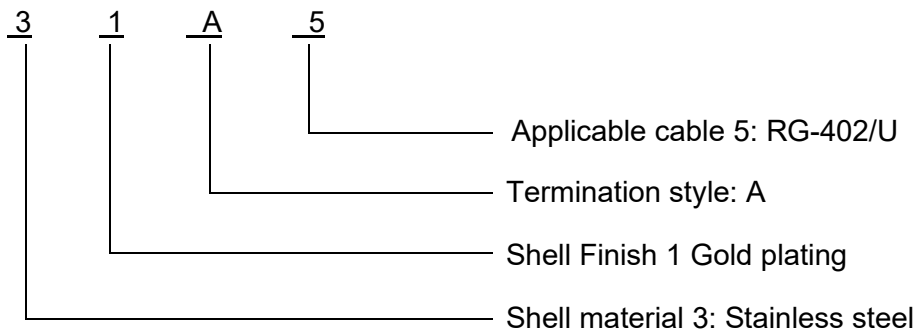 3 1 A 5
Applicable cable 5: RG-402/U
Termination style: A
Shell Finish 1 Gold plating
Shell material 3: Stainless steel